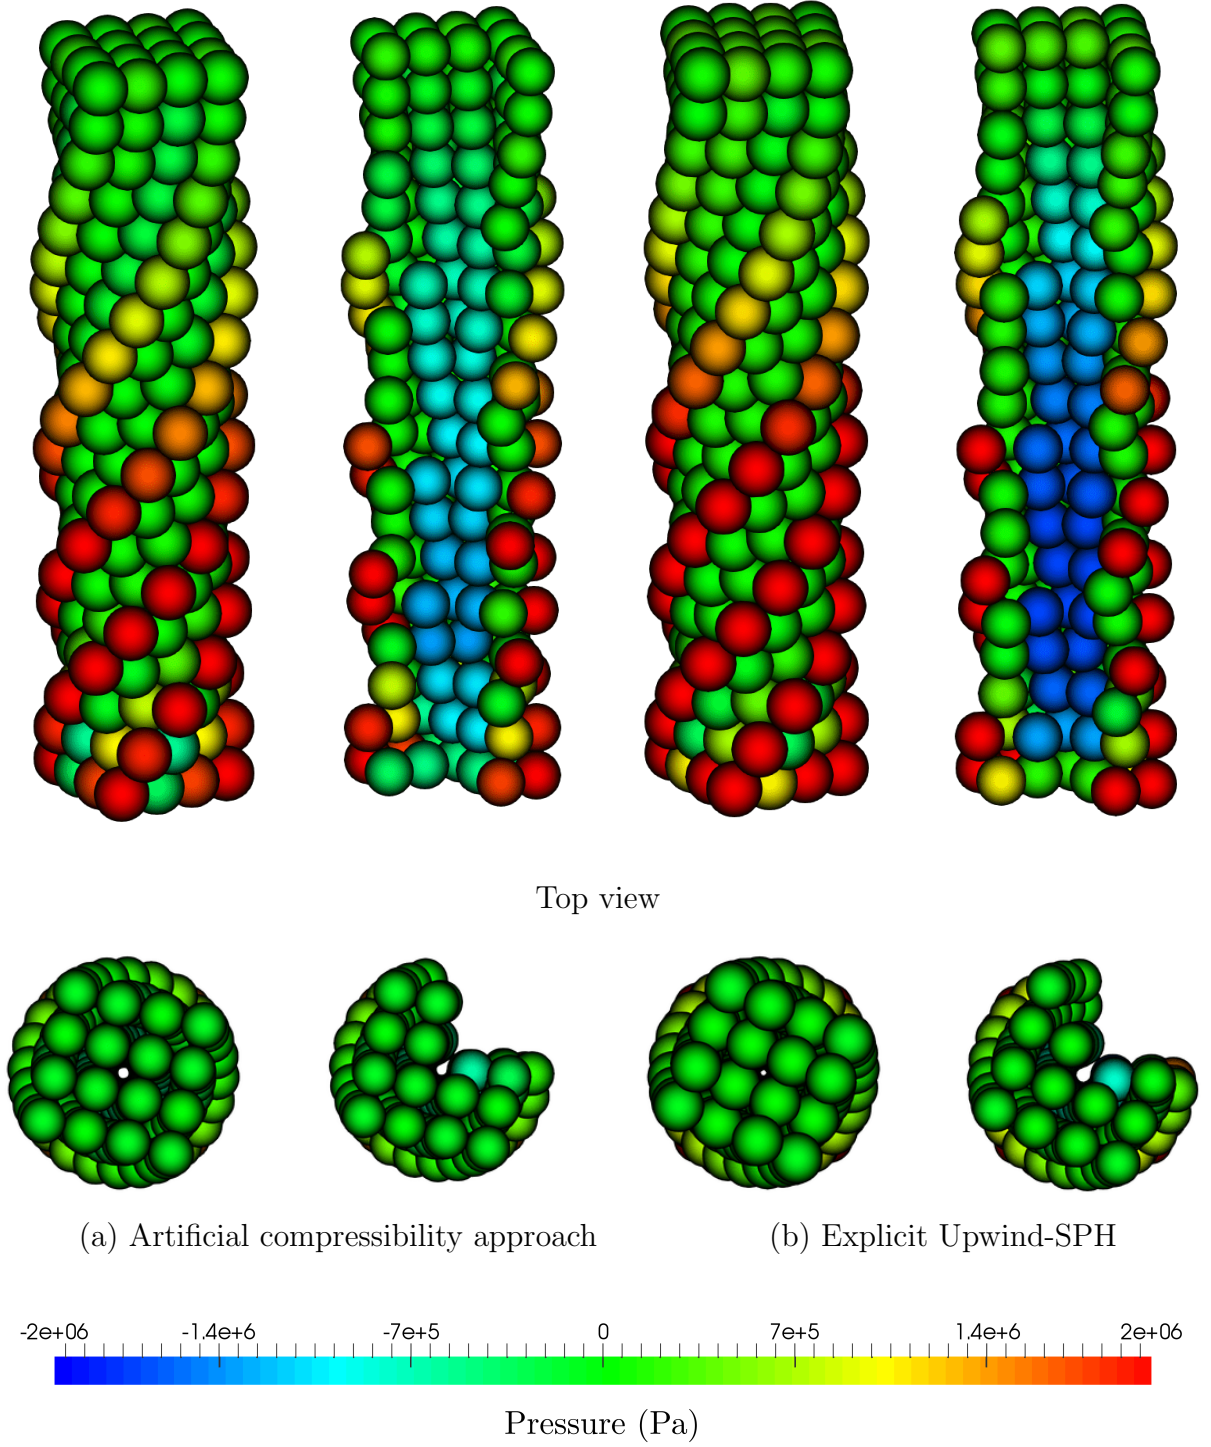 Top view
(a) Artificial compressibility approach
(b) Explicit Upwind-SPH
-2e+06 -1.4e+6 -7e+5 0 7e+5 1.4e+6 2e+06
Pressure (Pa)